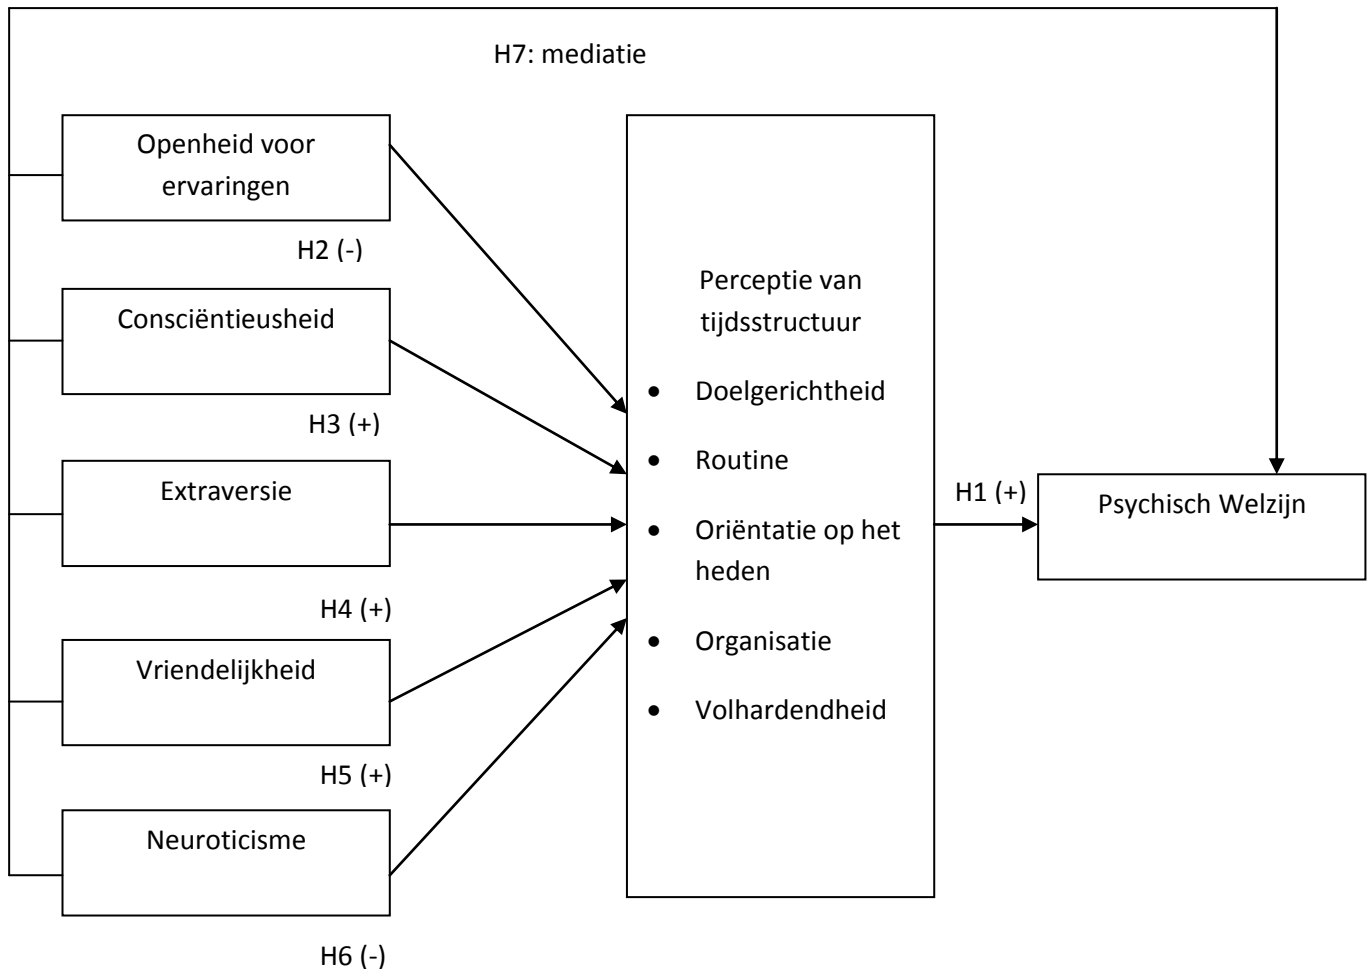 H7: mediatie
Openheid voor
ervaringen
H2 (-)
Consciëntieusheid
H3 (+)
Extraversie
H4 (+)
Vriendelijkheid
H5 (+)
Neuroticisme
H6 (-)
Perceptie van
tijdsstructuur
• Doelgerichtheid
• Routine
• Oriëntatie op het
heden
• Organisatie
• Volhardendheid
H1 (+)
Psychisch Welzijn